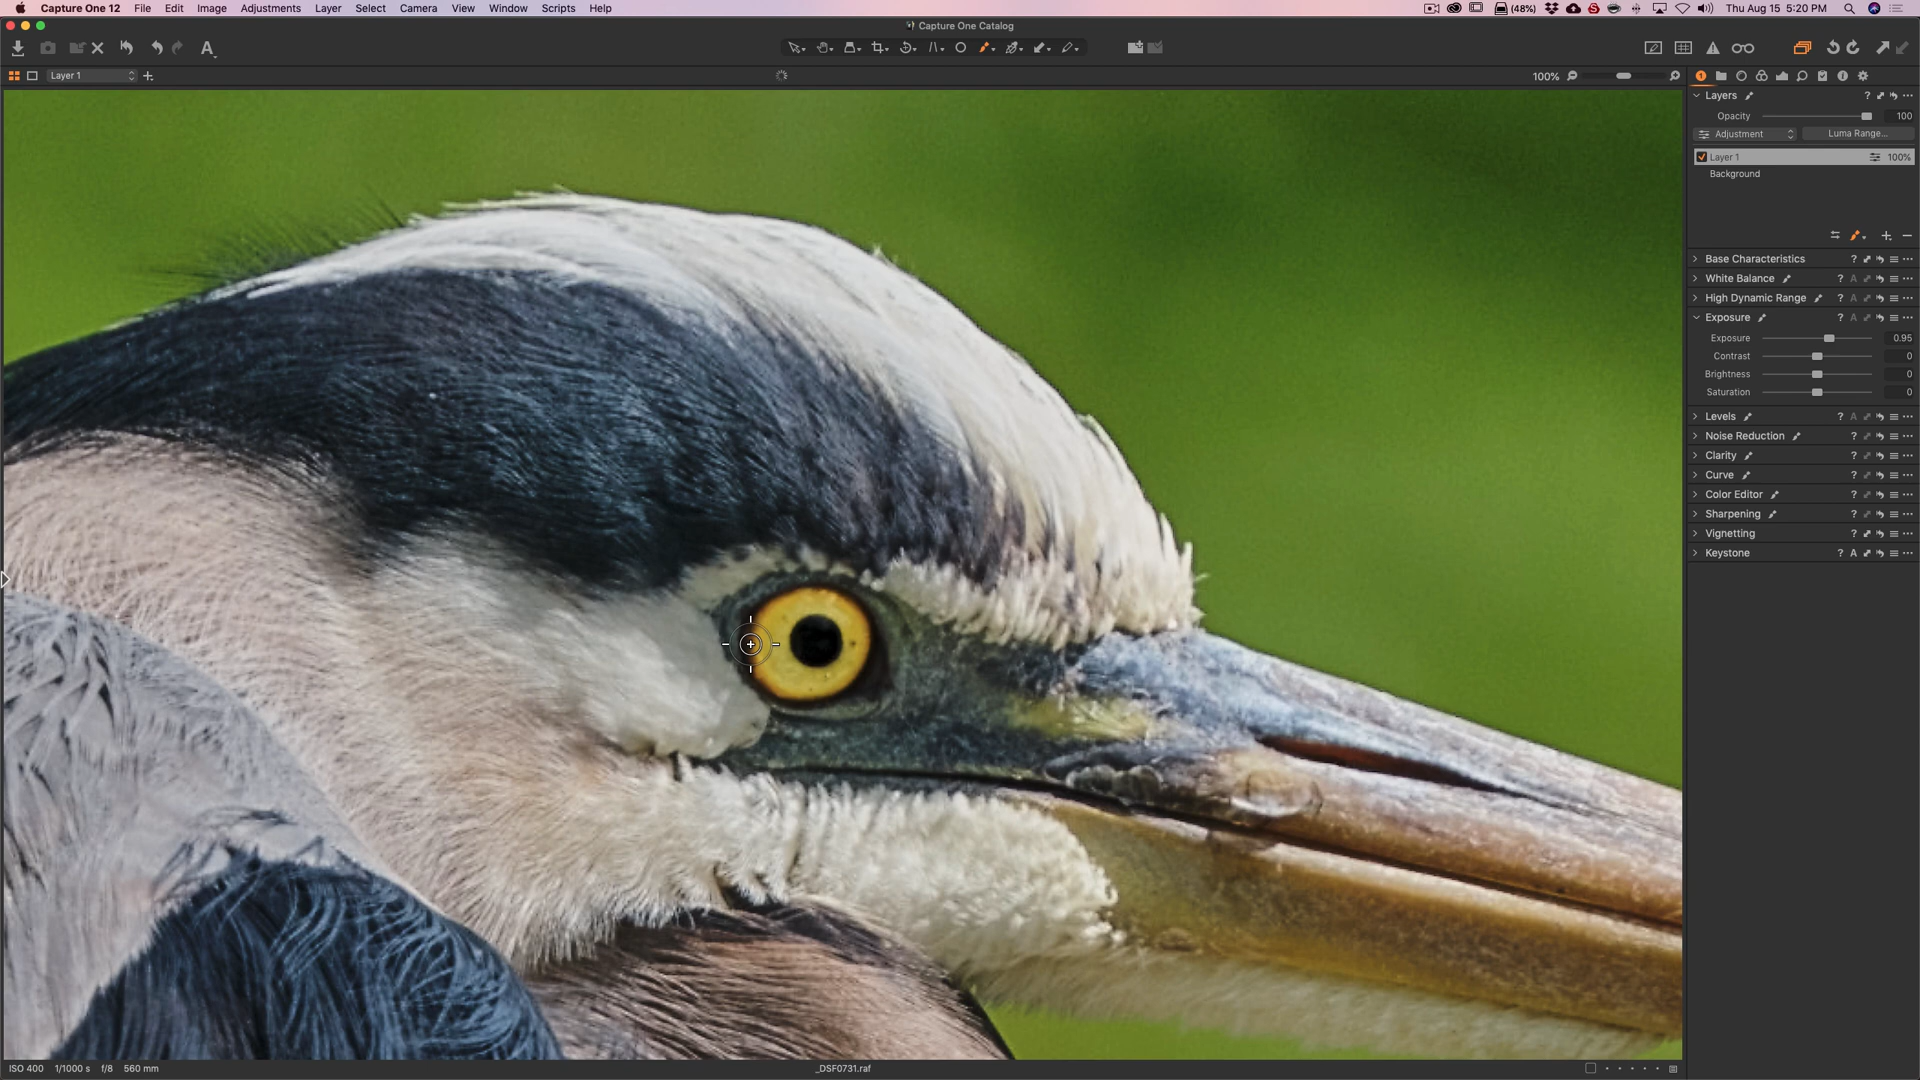 Capture One 12 File Edit Image Adjustments Layer Select Camera View Window Scripts Help (48%) Thu Aug 15 5:20 PM
Capture One Catalog
Layer 1 100%
Layers
Opacity 100
Adjustment Luma Range...
Layer 1 100%
Background
Base Characteristics
White Balance
High Dynamic Range
Exposure
Exposure 0.95
Contrast 0
Brightness 0
Saturation 0
Levels
Noise Reduction
Clarity
Curve
Color Editor
Sharpening
Vignetting
Keystone
ISO 400 1/1000 s f/8 560 mm _DSF0731.raf